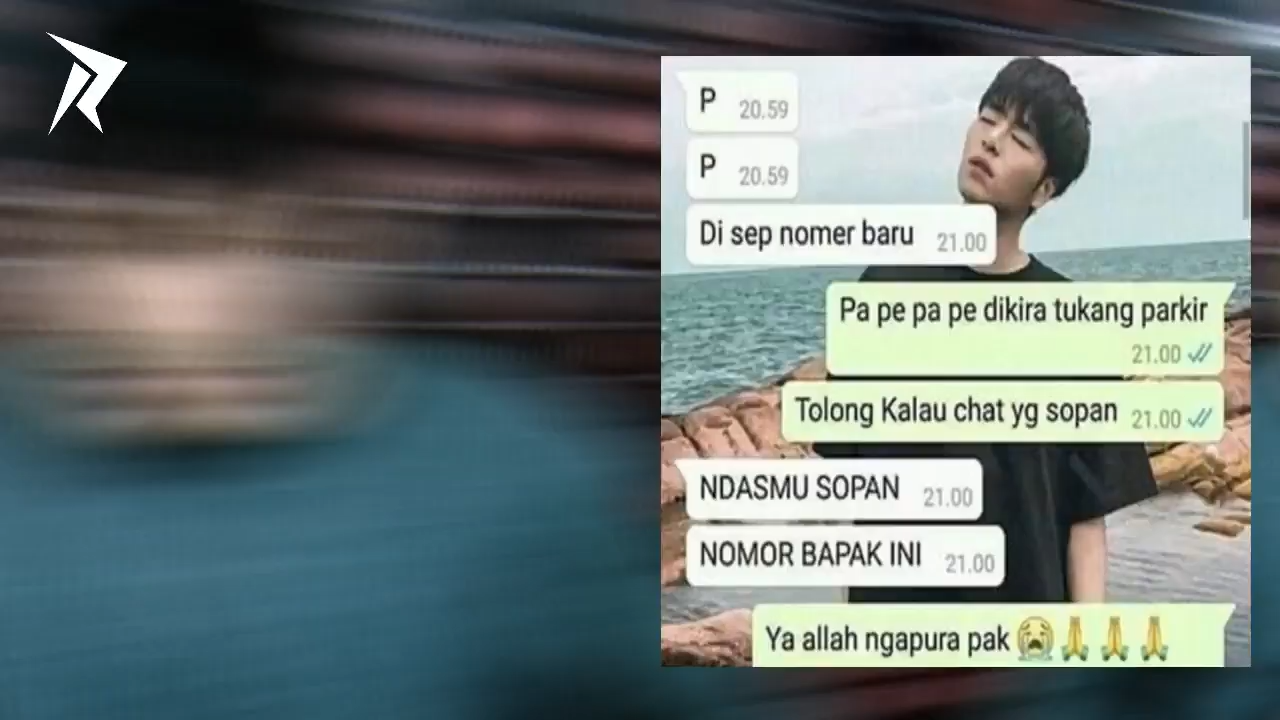 P 20.59
P 20.59
Di sep nomer baru 21.00
Pa pe pa pe dikira tukang parkir
21.00
Tolong Kalau chat yg sopan 21.00
NDASMU SOPAN 21.00
NOMOR BAPAK INI 21.00
Ya allah ngapura pak 😭🙏🙏🙏